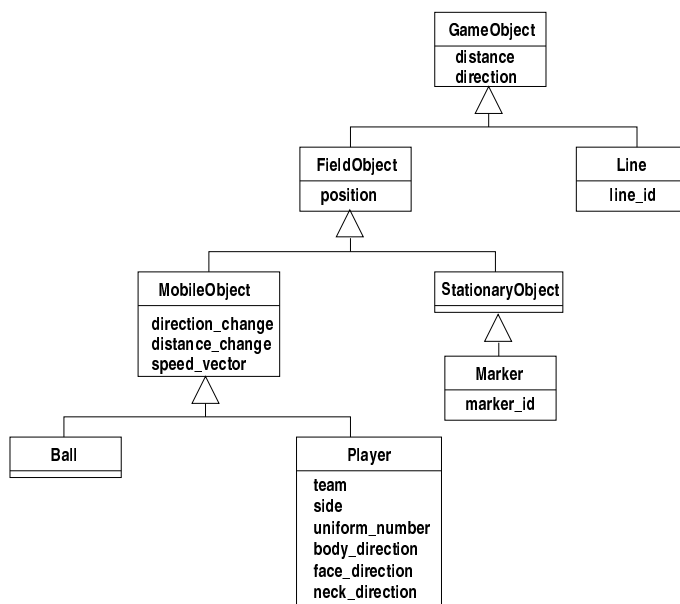 GameObject
distance
direction
FieldObject
position
Line
line_id
MobileObject
direction_change
distance_change
speed_vector
StationaryObject
Marker
marker_id
Ball
Player
team
side
uniform_number
body_direction
face_direction
neck_direction